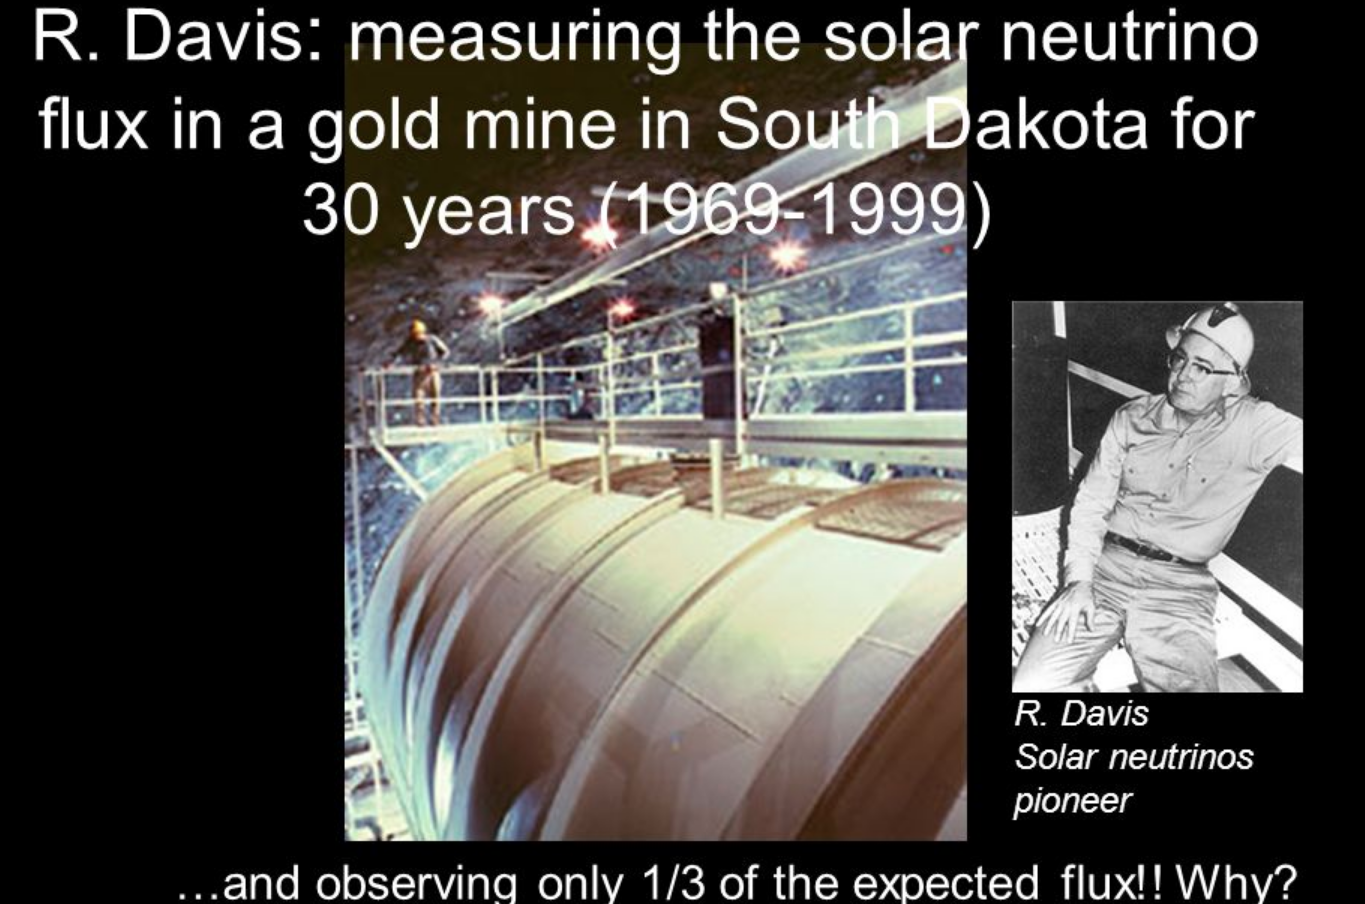 R. Davis: measuring the solar neutrino
flux in a gold mine in South Dakota for
30 years (1969-1999)
R. Davis
Solar neutrinos
pioneer
…and observing only 1/3 of the expected flux!! Why?